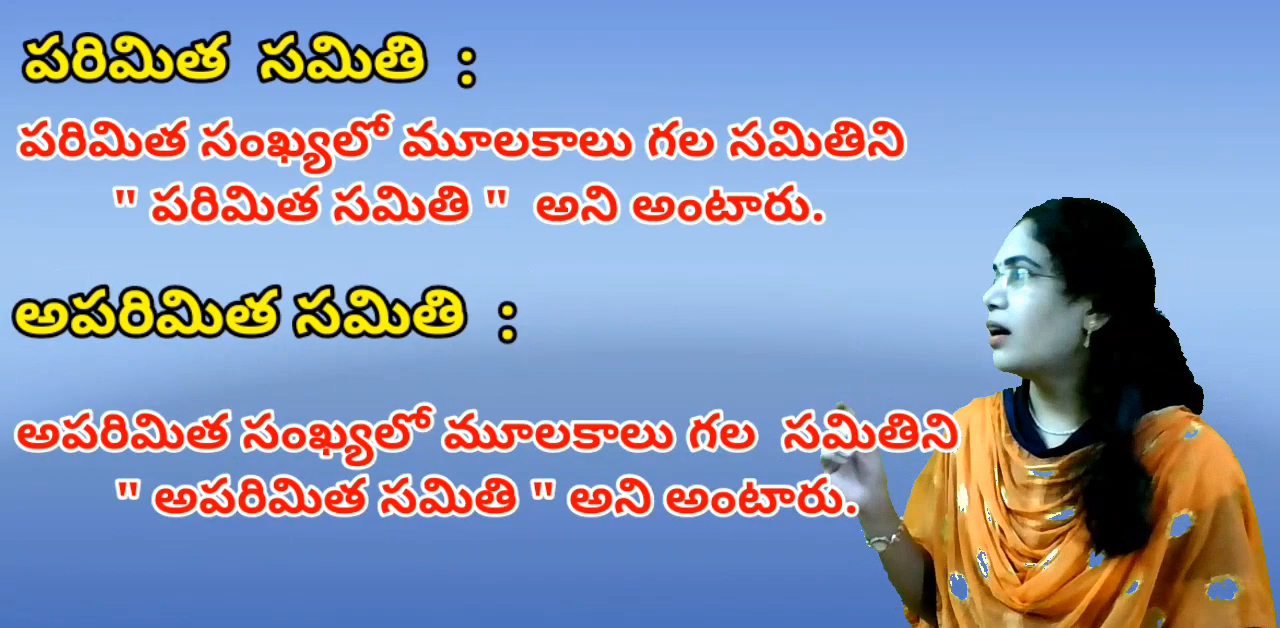 పరిమిత సమితి :
పరిమిత సంఖ్యలో మూలకాలు గల సమితిని
" పరిమిత సమితి " అని అంటారు.
అపరిమిత సమితి :
అపరిమిత సంఖ్యలో మూలకాలు గల సమితిని
" అపరిమిత సమితి " అని అంటారు.